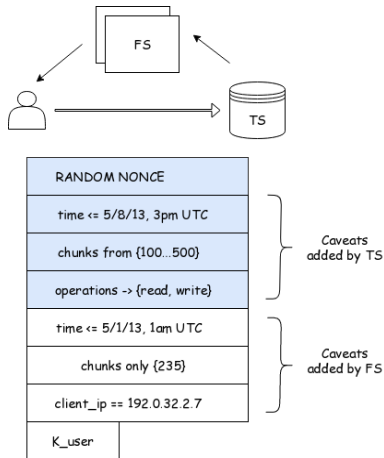 FS
TS
RANDOM NONCE
time <= 5/8/13, 3pm UTC
chunks from {100...500}
operations -> {read, write}
Caveats
added by TS
time <= 5/1/13, 1am UTC
chunks only {235}
client_ip == 192.0.32.2.7
Caveats
added by FS
K_user